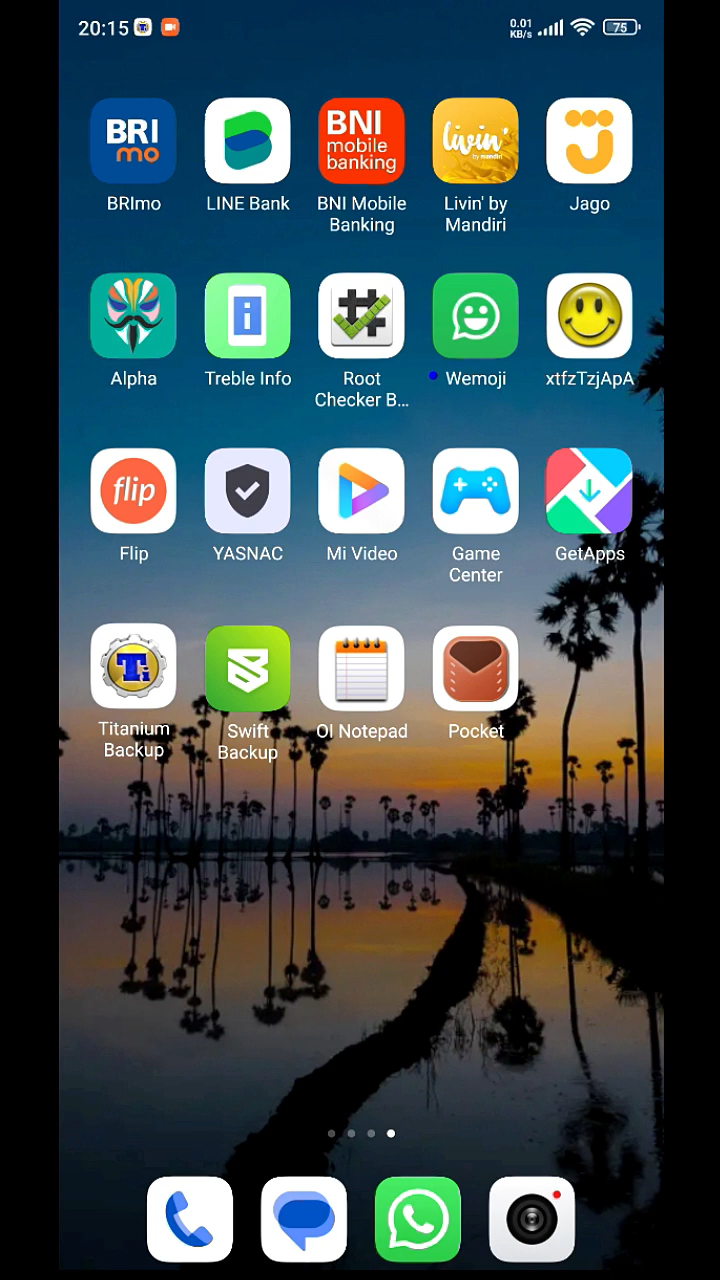 20:15
0.01
KB/s
75
BRI
mo
BNI
mobile
banking
livin'
by mandiri
BRImo
LINE Bank
BNI Mobile
Banking
Livin' by
Mandiri
Jago
Alpha
Treble Info
Root
Checker B...
Wemoji
xtfzTzjApA
flip
Flip
YASNAC
Mi Video
Game
Center
GetApps
Ti
Titanium
Backup
Swift
Backup
OI Notepad
Pocket